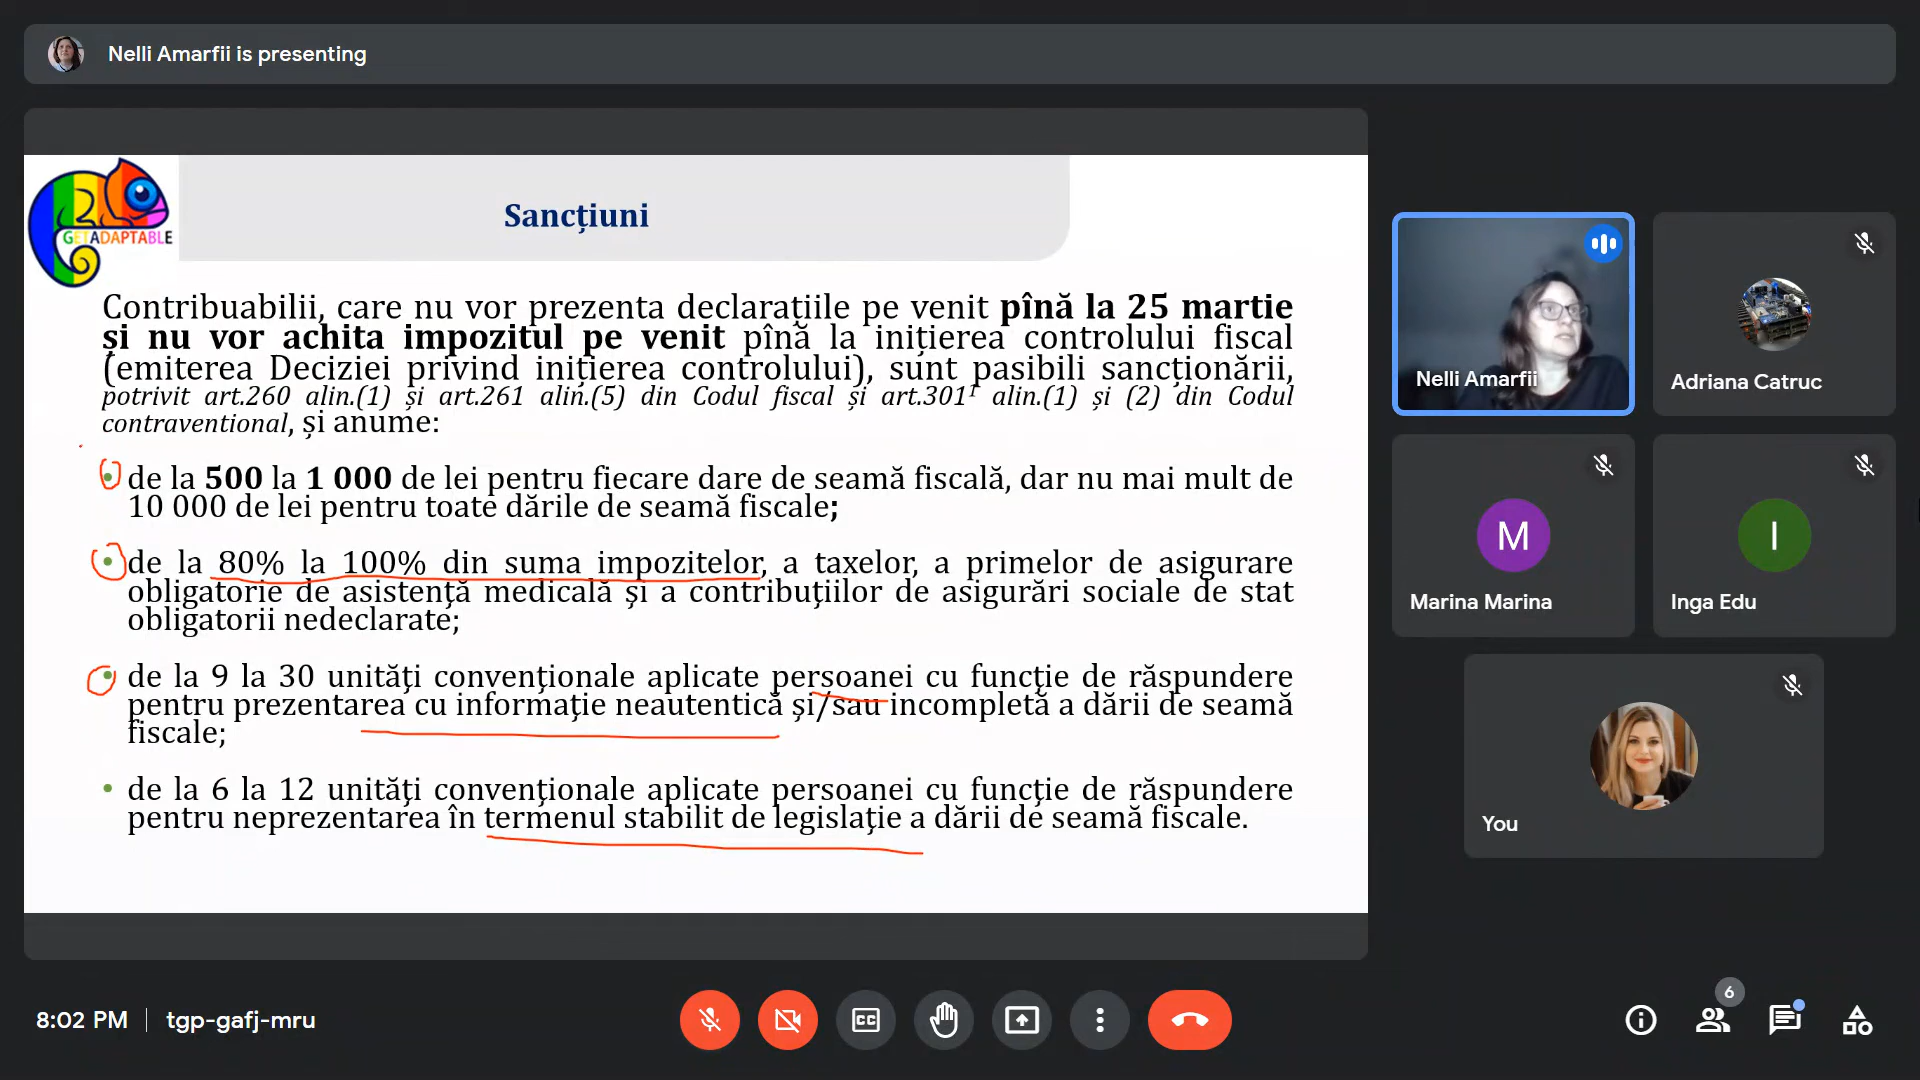 Nelli Amarfii is presenting
GETADAPTABLE
Sancțiuni
Contribuabilii, care nu vor prezenta declarațiile pe venit pînă la 25 martie
și nu vor achita impozitul pe venit pînă la inițierea controlului fiscal
(emiterea Deciziei privind inițierea controlului), sunt pasibili sancționării,
potrivit art.260 alin.(1) și art.261 alin.(5) din Codul fiscal și art.301¹ alin.(1) și (2) din Codul
contraventional, și anume:
• de la 500 la 1 000 de lei pentru fiecare dare de seamă fiscală, dar nu mai mult de
10 000 de lei pentru toate dările de seamă fiscale;
• de la 80% la 100% din suma impozitelor, a taxelor, a primelor de asigurare
obligatorie de asistență medicală și a contribuțiilor de asigurări sociale de stat
obligatorii nedeclarate;
• de la 9 la 30 unități convenționale aplicate persoanei cu funcție de răspundere
pentru prezentarea cu informație neautentică și/sau incompletă a dării de seamă
fiscale;
• de la 6 la 12 unități convenționale aplicate persoanei cu funcție de răspundere
pentru neprezentarea în termenul stabilit de legislație a dării de seamă fiscale.
Nelli Amarfii
Adriana Catruc
M
Marina Marina
I
Inga Edu
You
8:02 PM | tgp-gafj-mru
CC
6